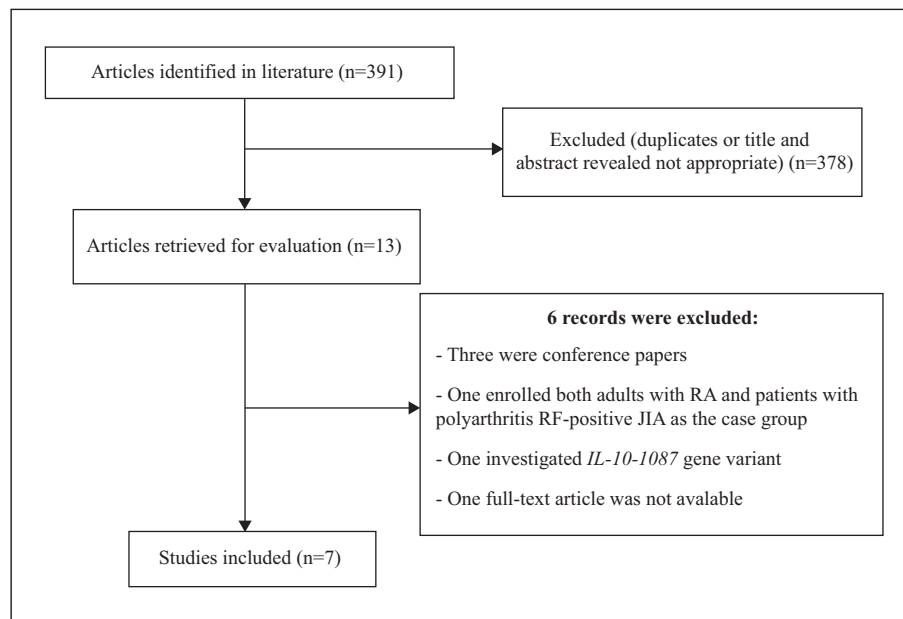 Articles identified in literature (n=391)
Excluded (duplicates or title and
abstract revealed not appropriate) (n=378)
Articles retrieved for evaluation (n=13)
6 records were excluded:
- Three were conference papers
- One enrolled both adults with RA and patients with
polyarthritis RF-positive JIA as the case group
- One investigated IL-10-1087 gene variant
- One full-text article was not avalable
Studies included (n=7)